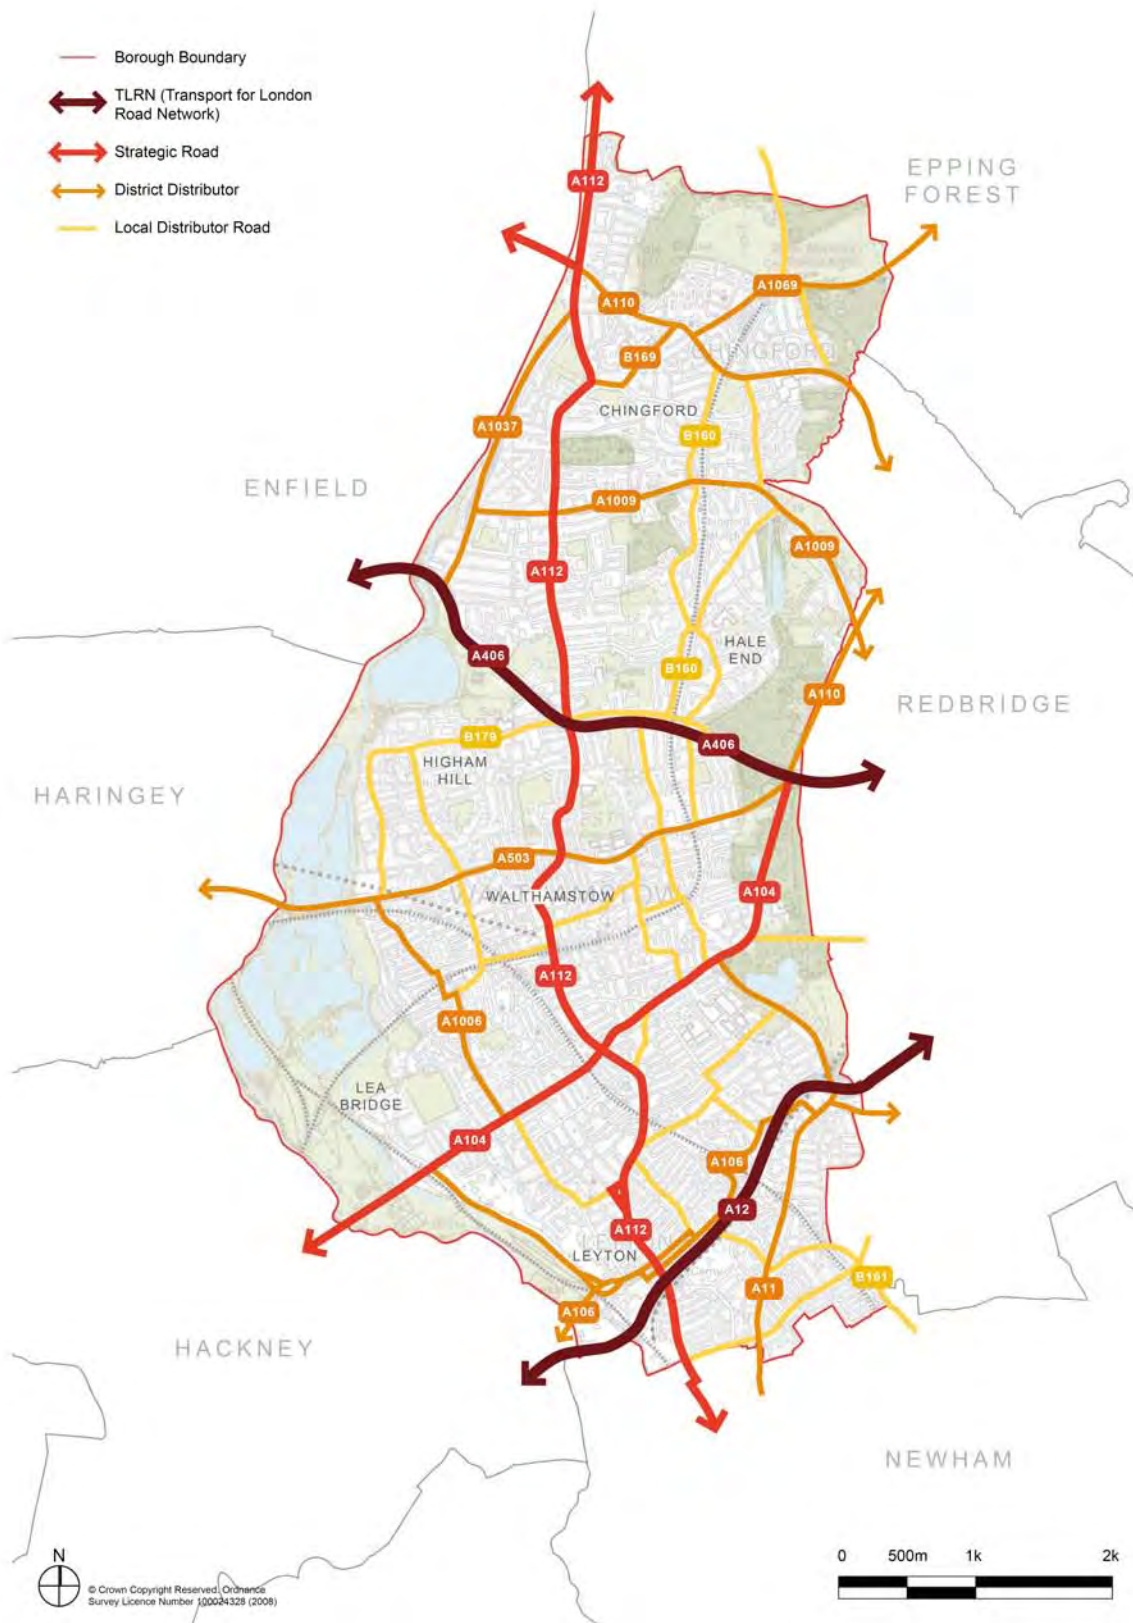 Borough Boundary
TLRN (Transport for London
Road Network)
Strategic Road
District Distributor
Local Distributor Road
EPPING
FOREST
A112
A1069
A110
CHINGFORD
B169
CHINGFORD
A1037
B160
ENFIELD
A1009
A1009
A112
HALE
END
A406
B160
A110
REDBRIDGE
B179
A406
HIGHAM
HILL
HARINGEY
A503
WALTHAMSTOW
A104
A112
A1006
LEA
BRIDGE
A104
A106
A12
A112
LEYTON
LEYTON
B161
A11
A106
HACKNEY
NEWHAM
N
© Crown Copyright Reserved. Ordnance
Survey Licence Number 100024328 (2008)
0 500m 1k 2k